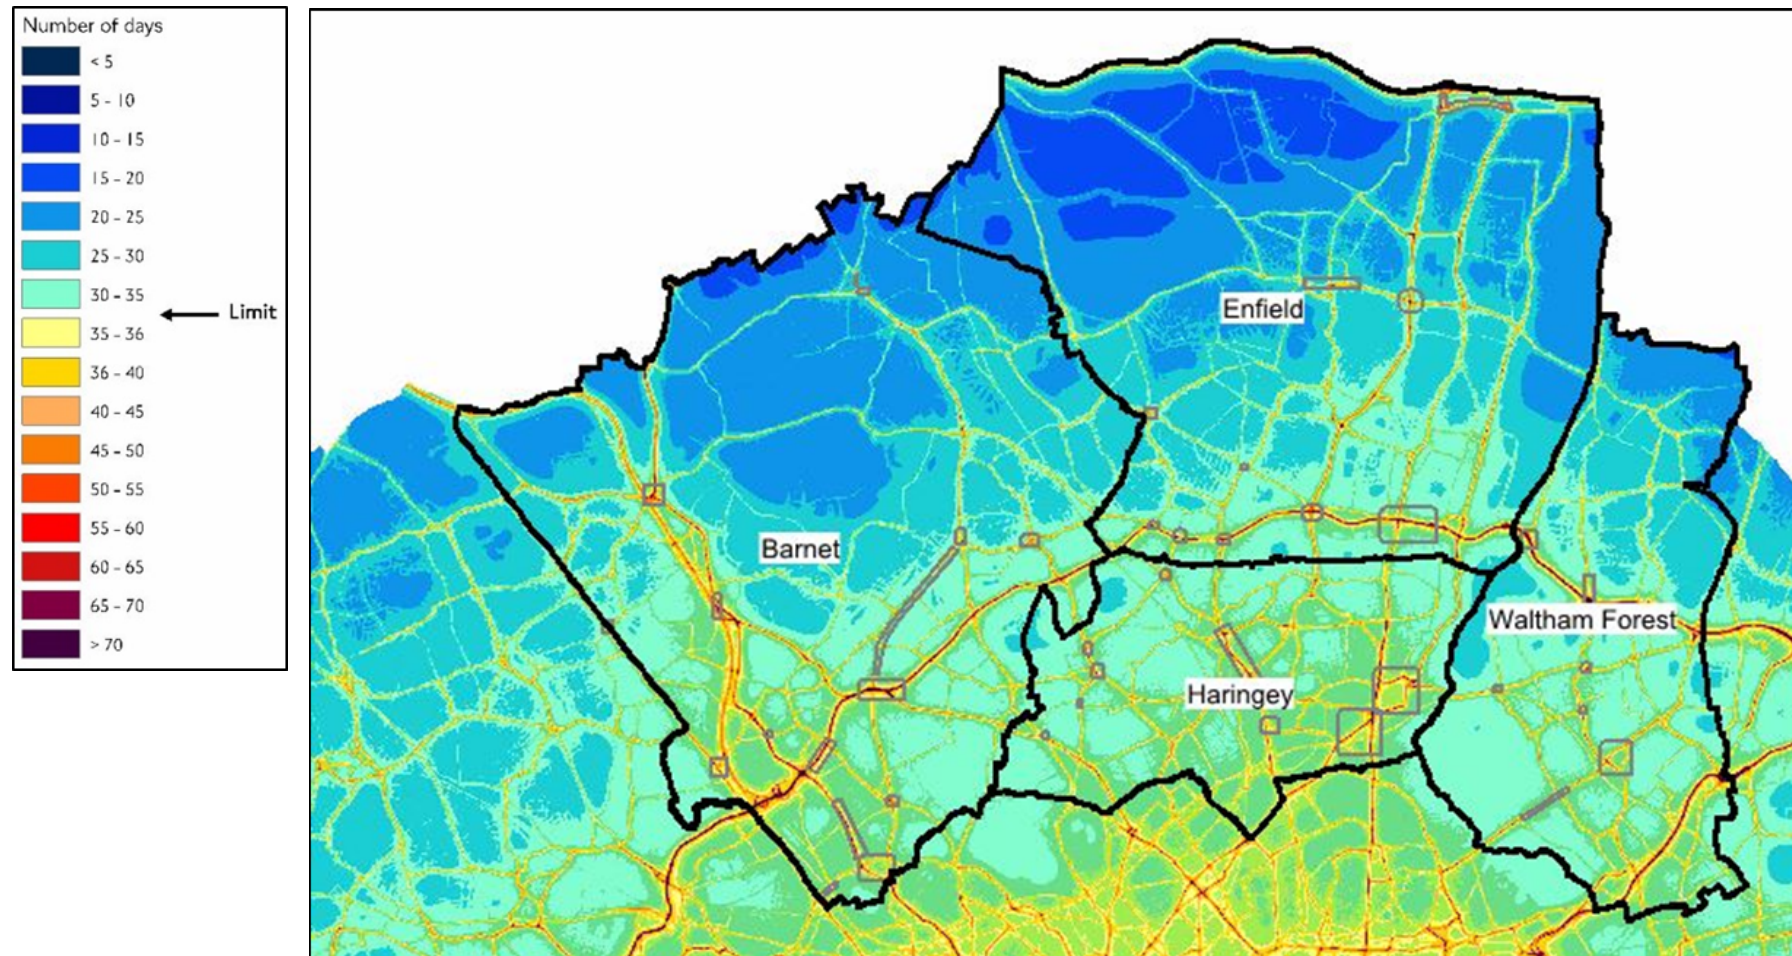 Number of days
< 5
5 - 10
10 - 15
15 - 20
20 - 25
25 - 30
30 - 35
Limit
35 - 36
36 - 40
40 - 45
45 - 50
50 - 55
55 - 60
60 - 65
65 - 70
> 70
Enfield
Barnet
Waltham Forest
Haringey